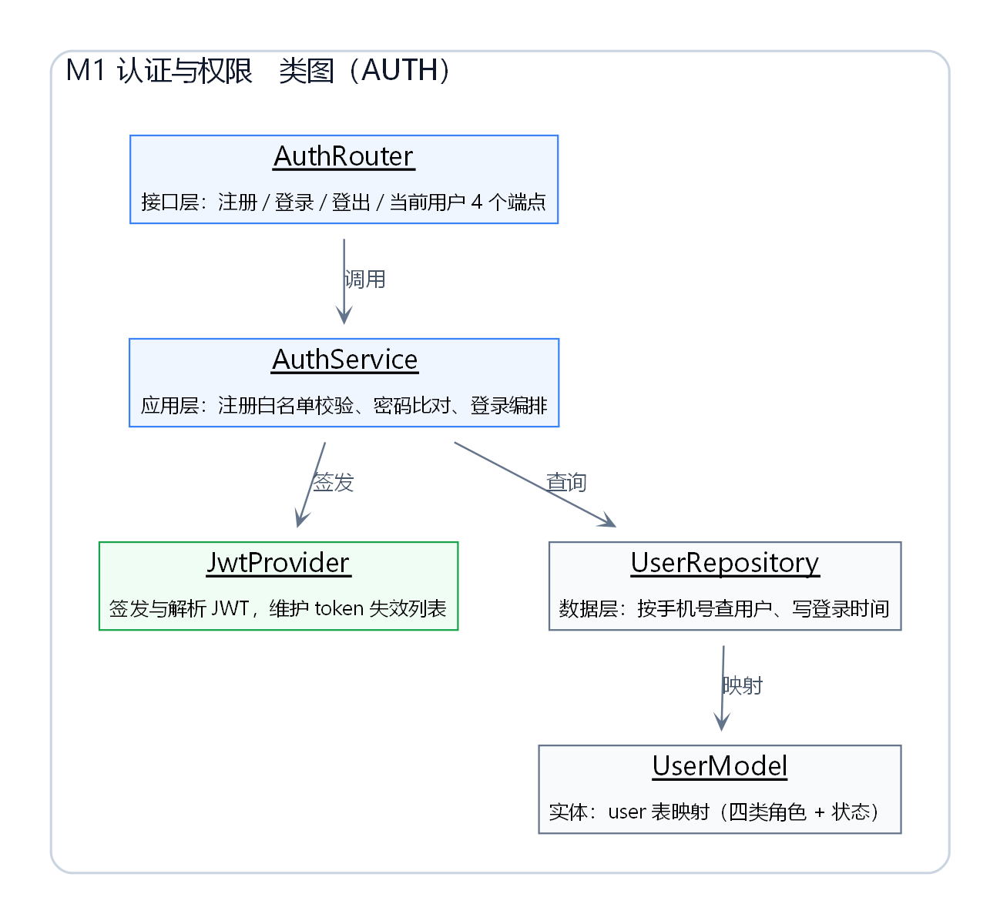 M1 认证与权限　类图（AUTH）
AuthRouter
接口层：注册 / 登录 / 登出 / 当前用户 4 个端点
调用
AuthService
应用层：注册白名单校验、密码比对、登录编排
签发
查询
JwtProvider
签发与解析 JWT，维护 token 失效列表
UserRepository
数据层：按手机号查用户、写登录时间
映射
UserModel
实体：user 表映射（四类角色 + 状态）